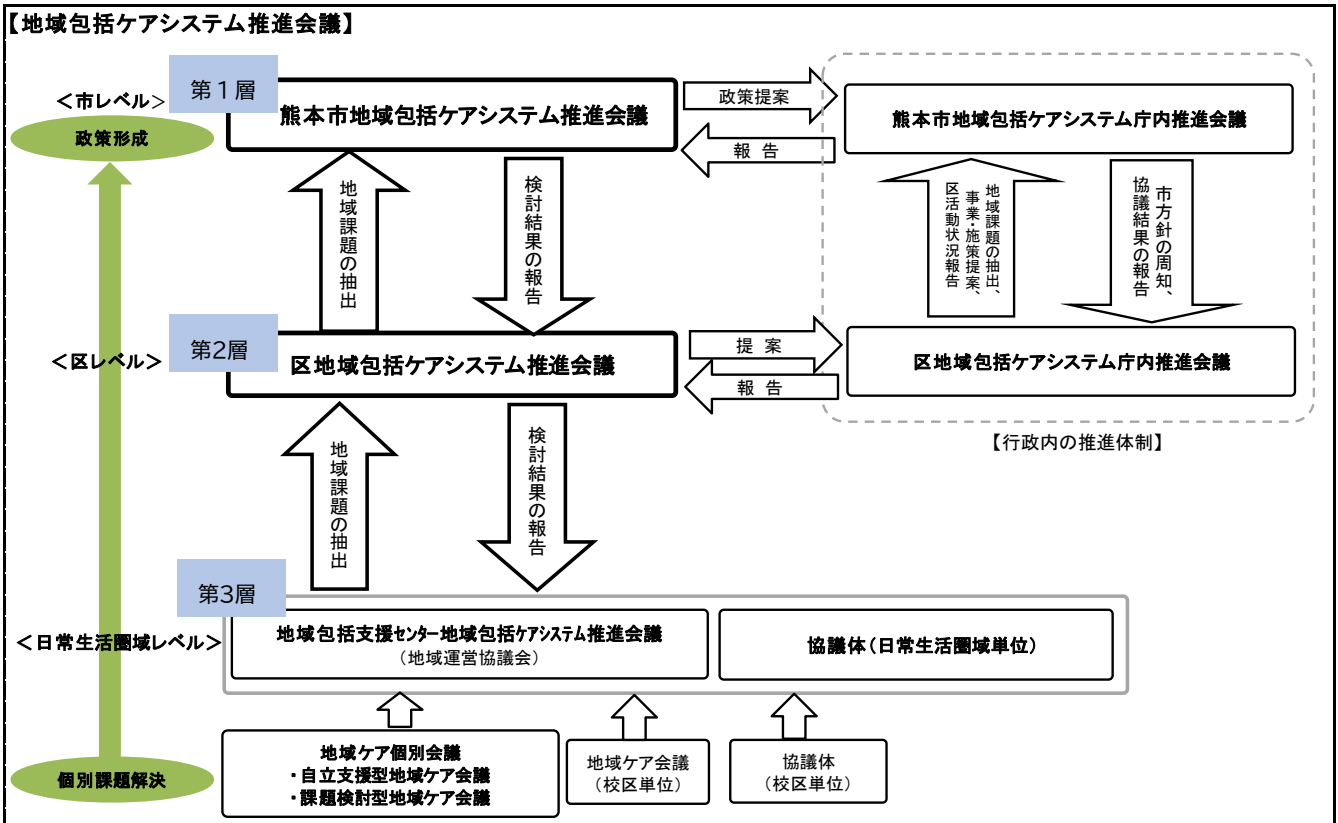 【地域包括ケアシステム推進会議】
＜市レベル＞
第１層
政策形成
熊本市地域包括ケアシステム推進会議
政策提案
報 告
熊本市地域包括ケアシステム庁内推進会議
地域課題の抽出
検討結果の報告
地域課題の抽出、
事業・施策提案、
区活動状況報告
市方針の周知、
協議結果の報告
＜区レベル＞
第2層
区地域包括ケアシステム推進会議
提 案
報 告
区地域包括ケアシステム庁内推進会議
【行政内の推進体制】
地域課題の抽出
検討結果の報告
第3層
＜日常生活圏域レベル＞
地域包括支援ｾﾝﾀｰ地域包括ｹｱｼｽﾃﾑ推進会議
（地域運営協議会）
協議体（日常生活圏域単位）
個別課題解決
地域ケア個別会議
・自立支援型地域ケア会議
・課題検討型地域ケア会議
地域ケア会議
（校区単位）
協議体
（校区単位）